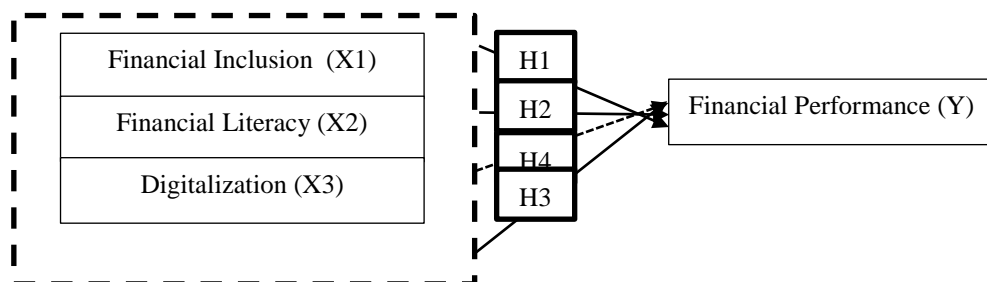 Financial Inclusion (X1)
Financial Literacy (X2)
Digitalization (X3)
H1
H2
H4
H3
Financial Performance (Y)